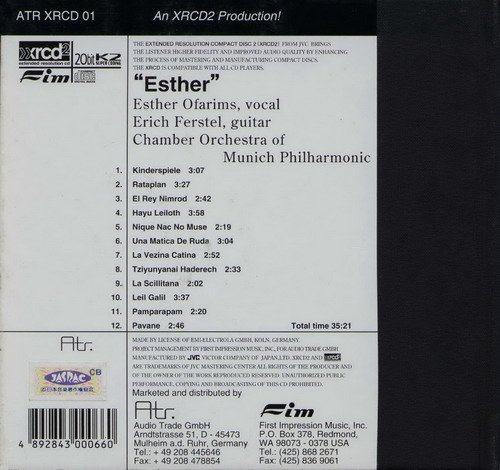 ATR XRCD 01
An XRCD2 Production!
xrcd2
extended resolution cd
20bit K2
SUPER CODING
THE EXTENDED RESOLUTION COMPACT DISC 2 (XRCD2) FROM JVC BRINGS
THE LISTENER HIGHER FIDELITY AND IMPROVED AUDIO QUALITY BY ENHANCING
THE PROCESS OF MASTERING AND MANUFACTURING COMPACT DISCS.
THE XRCD IS COMPATIBLE WITH ALL CD PLAYERS.
Fim
COMPACT disc
DIGITAL AUDIO
“Esther”
Esther Ofarims, vocal
Erich Ferstel, guitar
Chamber Orchestra of
Munich Philharmonic
1. Kinderspiele 3:07
2. Rataplan 3:27
3. El Rey Nimrod 2:42
4. Hayu Leiloth 3:58
5. Nique Nac No Muse 2:19
6. Una Matica De Ruda 3:04
7. La Vezina Catina 2:52
8. Tziyunyanai Haderech 2:33
9. La Scillitana 2:02
10. Leil Galil 3:37
11. Pamparapam 2:20
12. Pavane 2:46 Total time 35:21
Atr.
MADE BY LICENSE OF EMI-ELECTROLA GMBH, KÖLN, GERMANY.
PROJECT MANAGEMENT BY FIRST IMPRESSION MUSIC, INC., FOR AUDIO TRADE GMBH
MANUFACTURED BY JVC VICTOR COMPANY OF JAPAN,LTD. XRCD2 AND xrcd2
ARE TRADEMARKS OF JVC MASTERING CENTER ALL RIGHTS OF THE PRODUCER AND
OF THE OWNER OF THE WORK REPRODUCED RESERVED. UNAUTHORIZED PUBLIC
PERFORMANCE, COPYING AND BROADCASTING OF THIS CD PROHIBITED.
Marketed and distributed by
JASRAC
CB
Atr.
Audio Trade GmbH
Arndtstrasse 51, D - 45473
Mulheim a.d. Ruhr, Germany
Tel.: + 49 208 445646
Fax: + 49 208 478854
Fim
First Impression Music, Inc.
P.O. Box 378, Redmond,
WA 98073 - 0378 USA
Tel: (425) 868 2671
Fax: (425) 836 9061
4 892843 000660